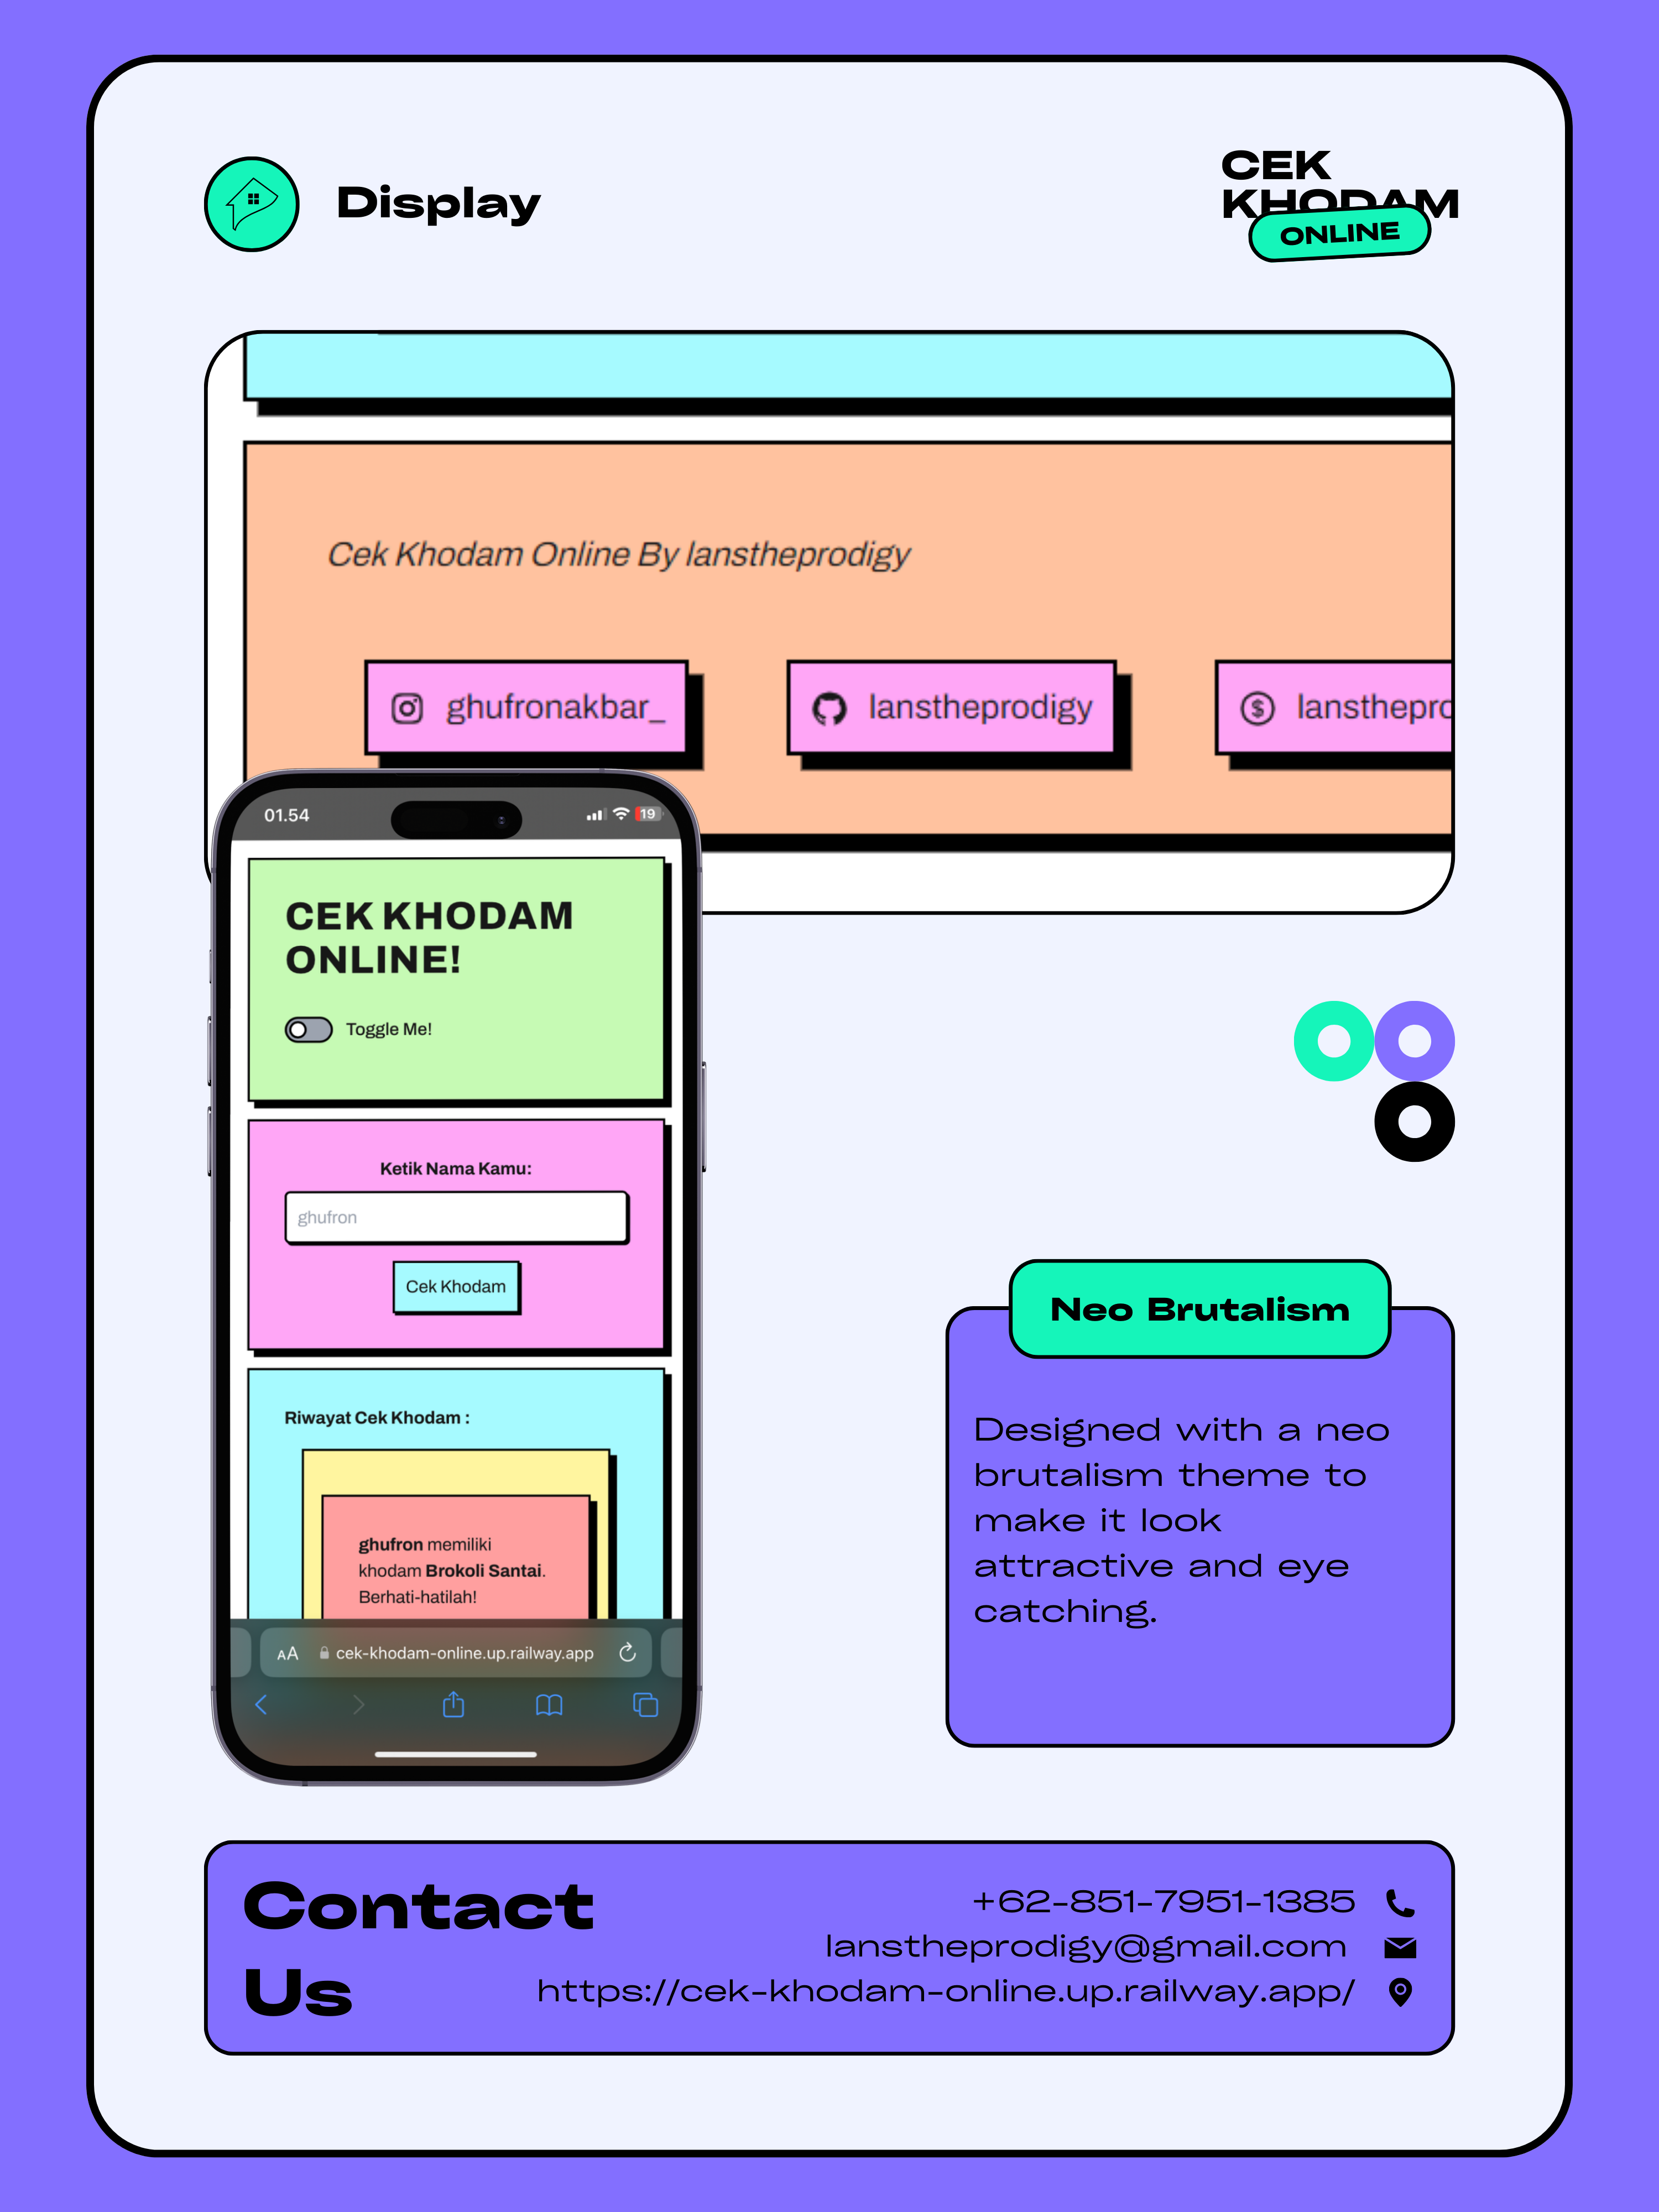 Display
CEK
KHODAM
ONLINE
Cek Khodam Online By lanstheprodigy
ghufronakbar_
lanstheprodigy
lansthepro
01.54
19
CEK KHODAM
ONLINE!
Toggle Me!
Ketik Nama Kamu:
ghufron
Cek Khodam
Riwayat Cek Khodam :
ghufron memiliki
khodam Brokoli Santai.
Berhati-hatilah!
AA cek-khodam-online.up.railway.app
Neo Brutalism
Designed with a neo
brutalism theme to
make it look
attractive and eye
catching.
Contact
Us
+62-851-7951-1385
lanstheprodigy@gmail.com
https://cek-khodam-online.up.railway.app/